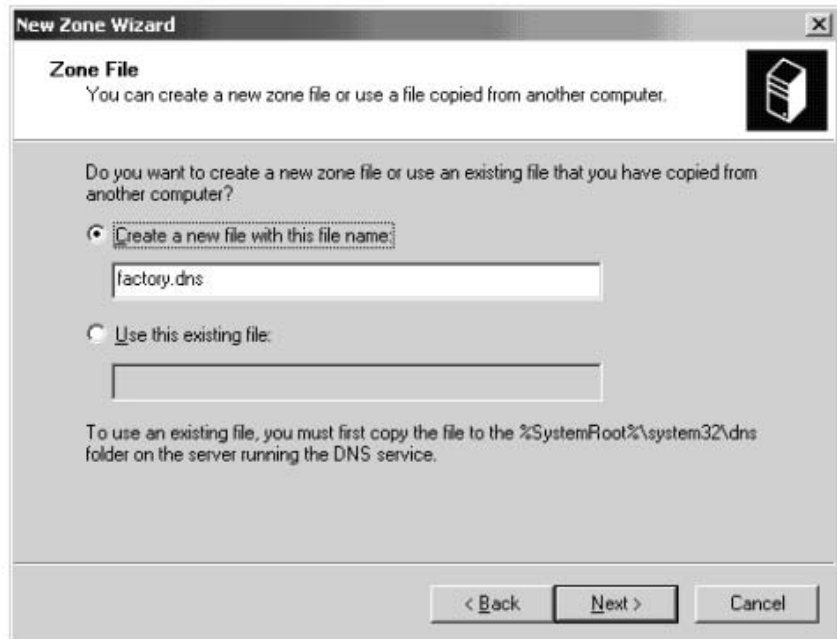 New Zone Wizard
Zone File
You can create a new zone file or use a file copied from another computer.
Do you want to create a new zone file or use an existing file that you have copied from
another computer?
Create a new file with this file name:
factory.dns
Use this existing file:
To use an existing file, you must first copy the file to the %SystemRoot%\system32\dns
folder on the server running the DNS service.
< Back
Next >
Cancel